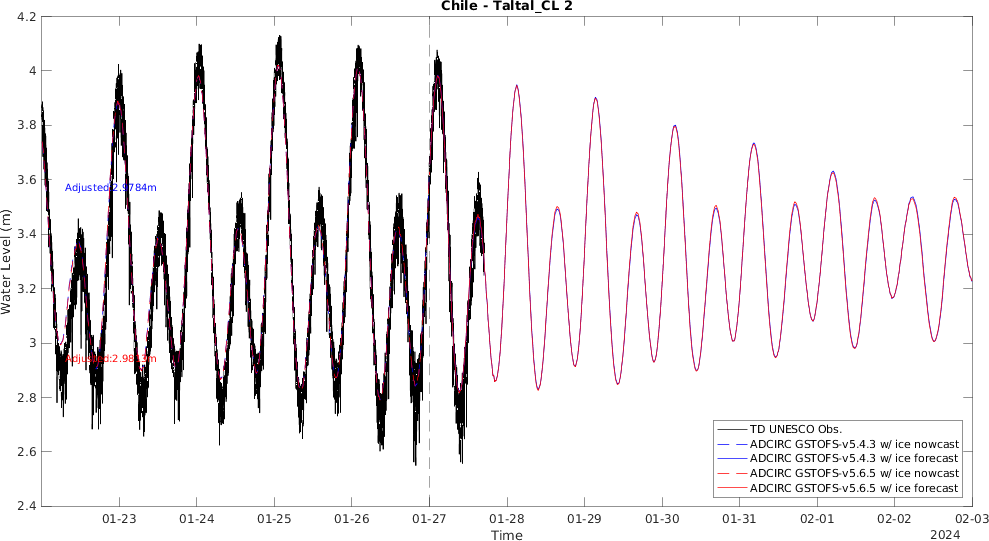 Chile - Taltal_CL 2
Water Level (m)
4.2
4
3.8
3.6
3.4
3.2
3
2.8
2.6
2.4
Adjusted:2.9784m
TD UNESCO Obs.
ADCIRC GSTOFS-v5.4.3 w/ ice nowcast
ADCIRC GSTOFS-v5.4.3 w/ ice forecast
ADCIRC GSTOFS-v5.6.5 w/ ice nowcast
ADCIRC GSTOFS-v5.6.5 w/ ice forecast
01-23
01-24
01-25
01-26
01-27
01-28
01-29
01-30
01-31
02-01
02-02
02-03
Time
2024